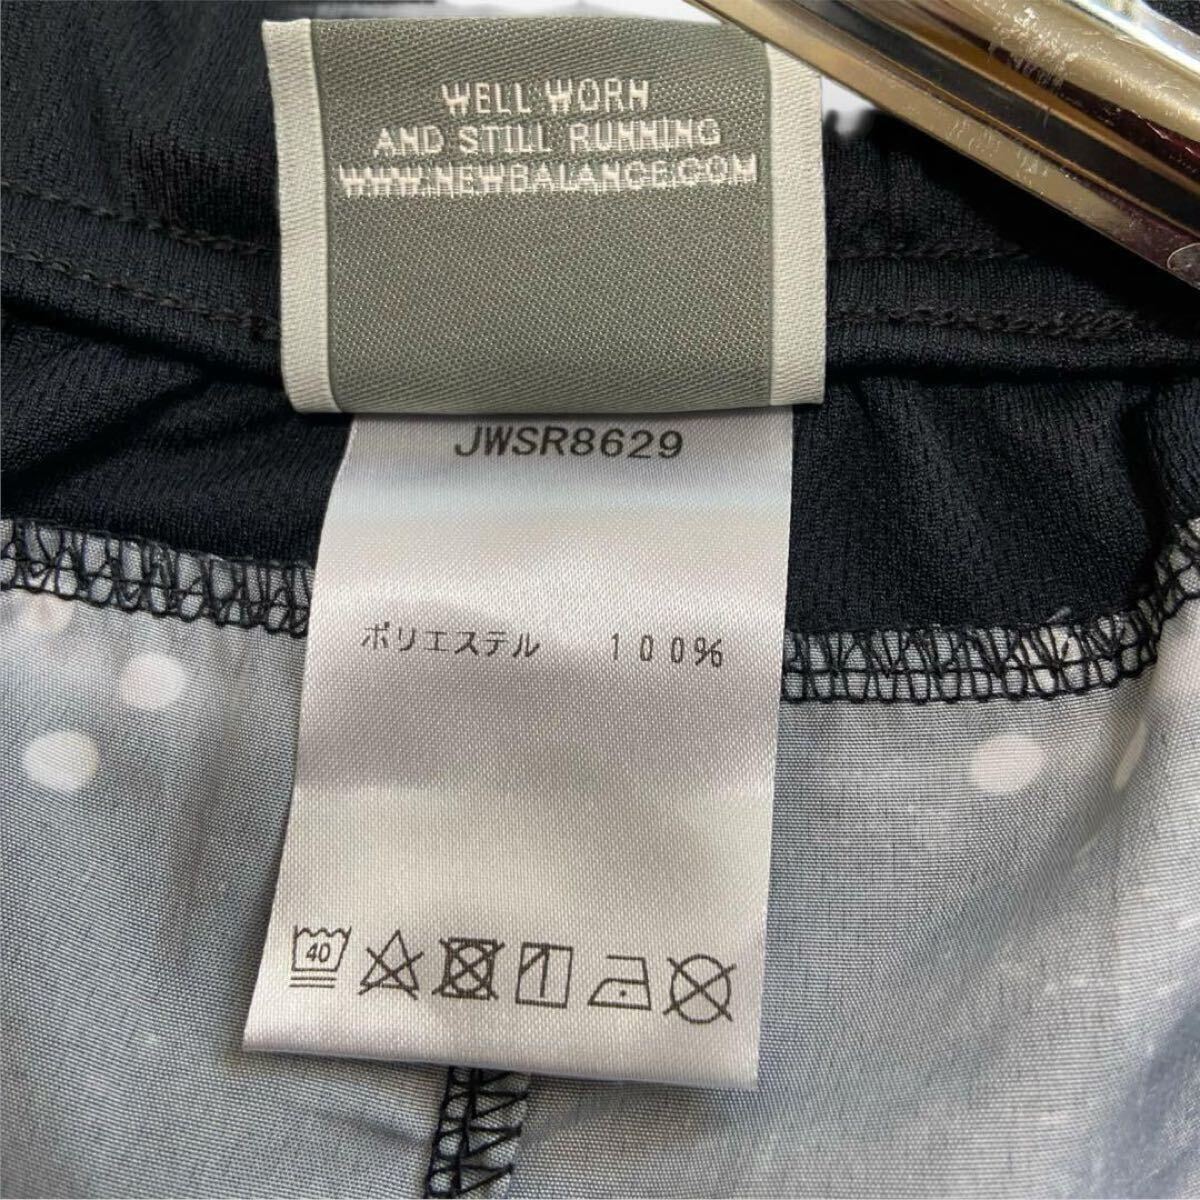 WELL WORN
AND STILL RUNNING
WWW.NEWBALANCE.COM
JWSR8629
ポリエステル 100%
40